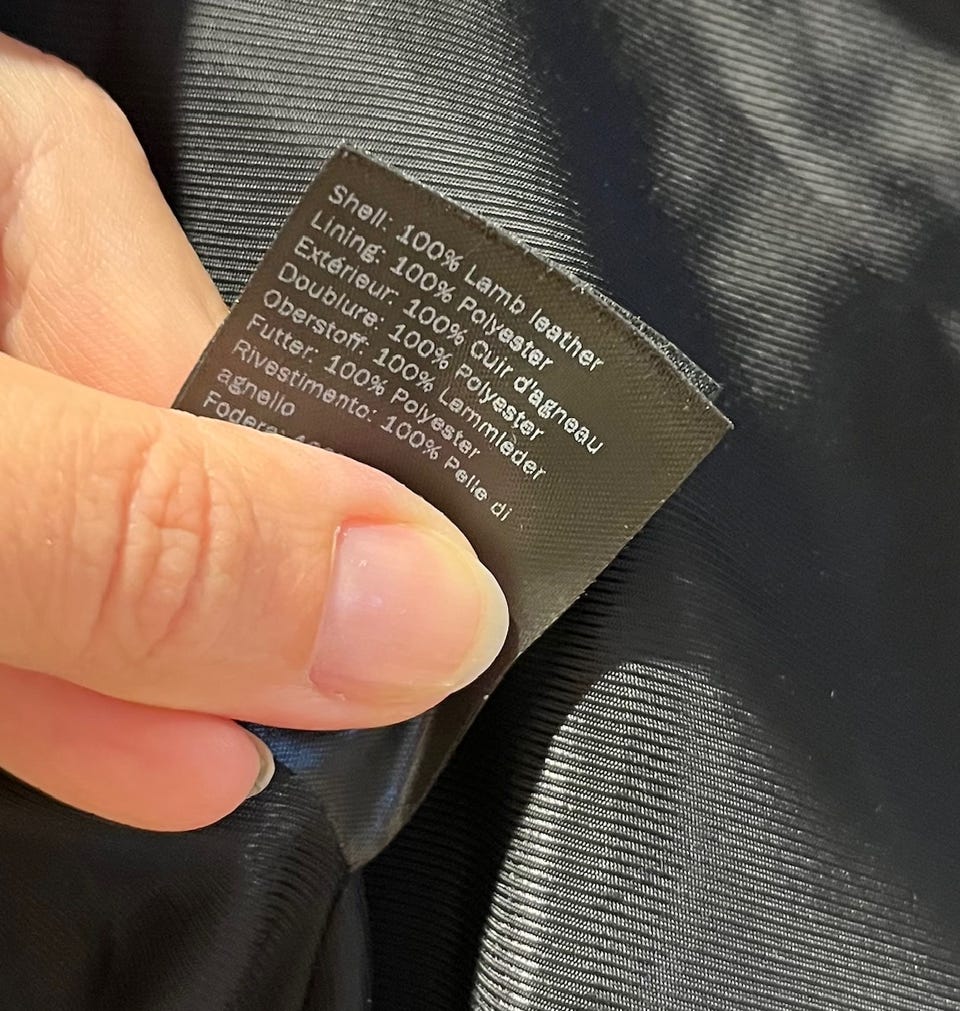 Shell: 100% Lamb leather
Lining: 100% Polyester
Extérieur: 100% Cuir d'agneau
Doublure: 100% Polyester
Oberstoff: 100% Lammleder
Futter: 100% Polyester
Rivestimento: 100% Pelle di
agnello
Fodera: